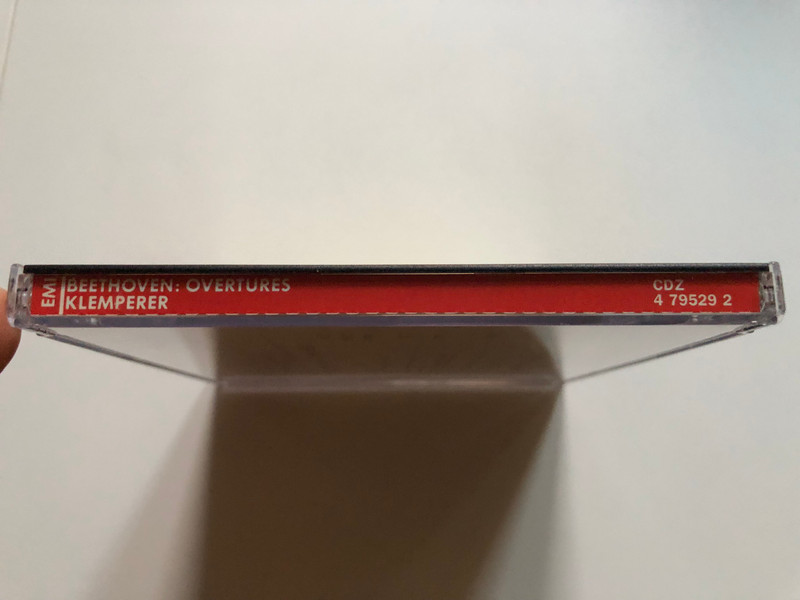 EMI
BEETHOVEN: OVERTURES
KLEMPERER
CDZ
4 79529 2